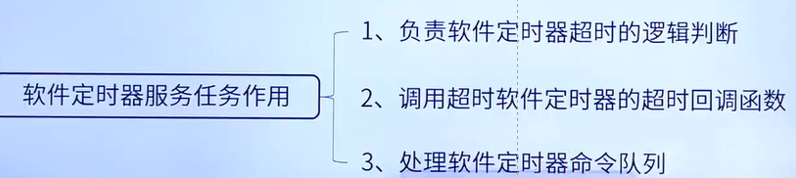 软件定时器服务任务作用
1、负责软件定时器超时的逻辑判断
2、调用超时软件定时器的超时回调函数
3、处理软件定时器命令队列